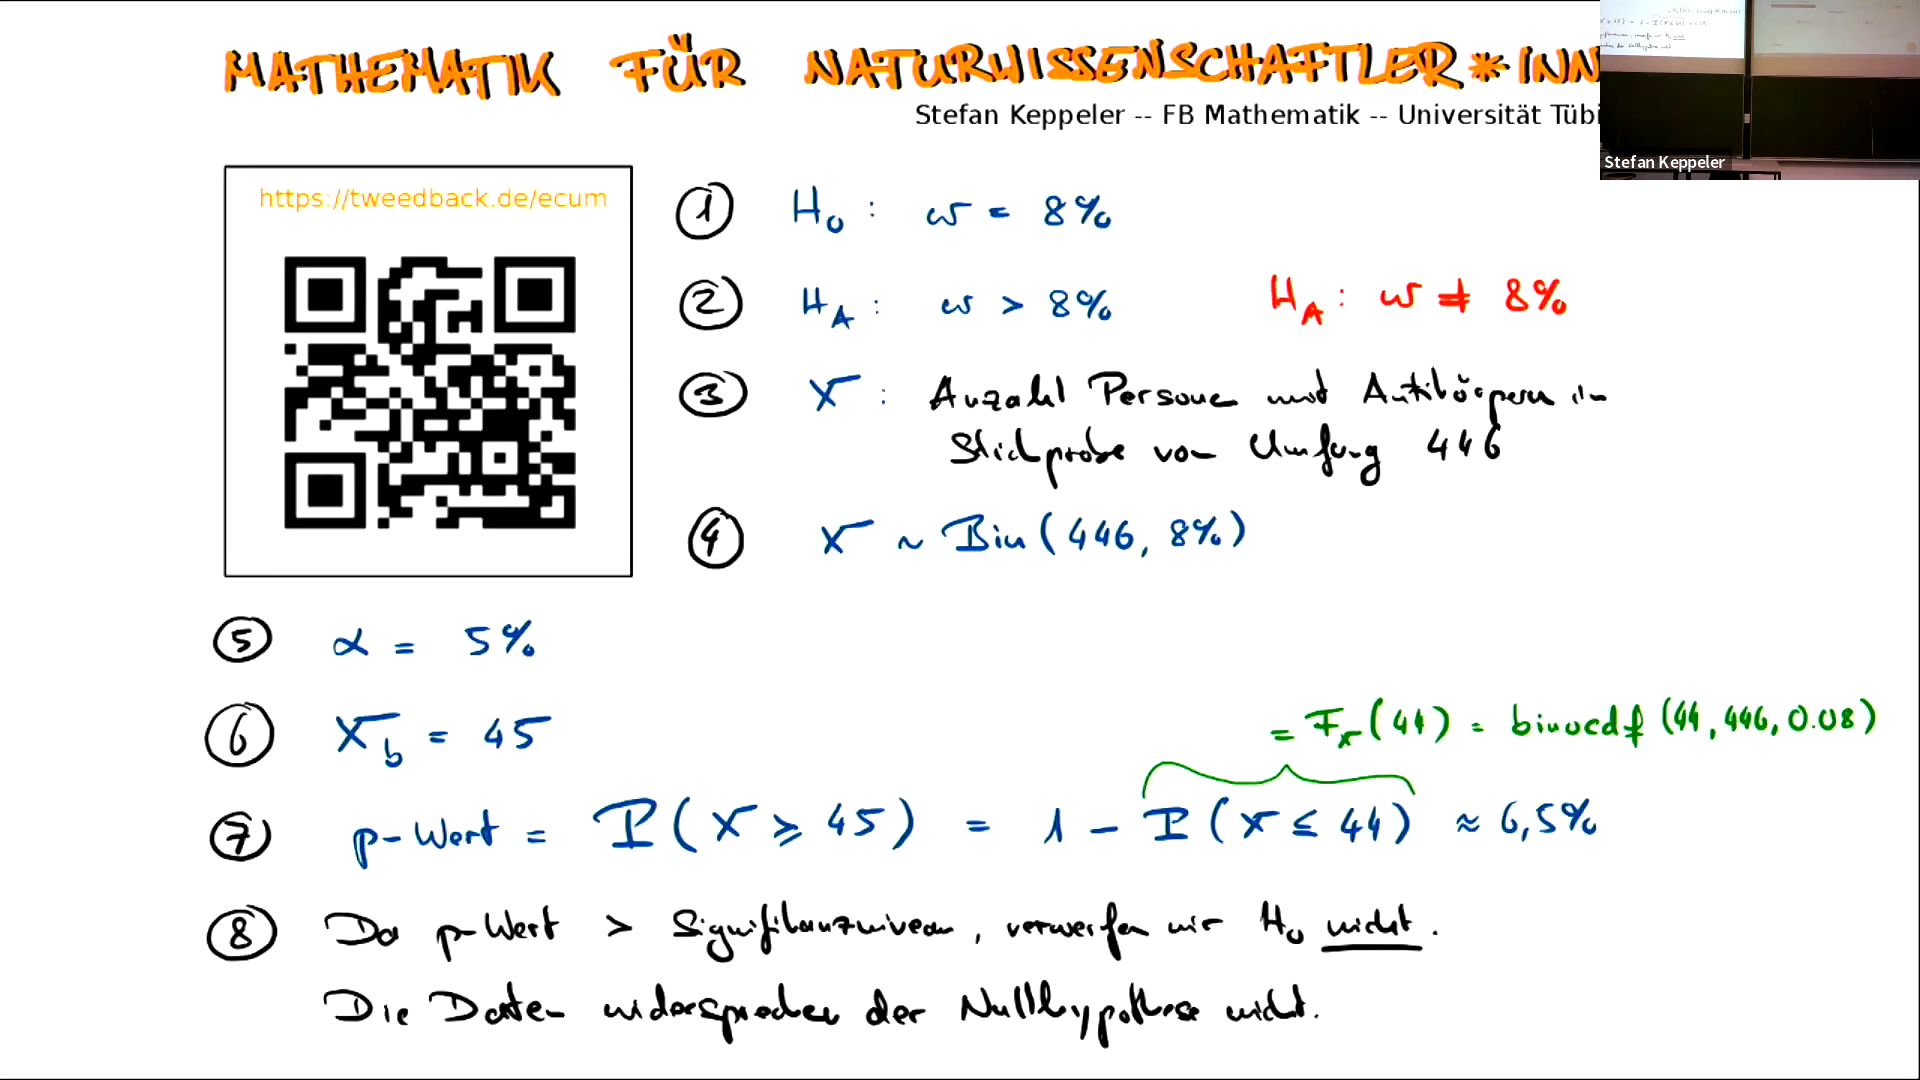 MATHEMATIK FÜR NATURWISSENSCHAFTLER*INN
Stefan Keppeler -- FB Mathematik -- Universität Tübi
Stefan Keppeler
https://tweedback.de/ecum
① H₀ : ω = 8%
② H_A : ω > 8% H_A : ω ≠ 8%
③ X : Anzahl Personen mit Antikörpern in
Stichprobe von Umfang 446
④ X ~ Bin(446, 8%)
⑤ α = 5%
⑥ X_b = 45
= F_X(44) = binocdf(44, 446, 0.08)
⑦ p-Wert = P(X ≥ 45) = 1 - P(X ≤ 44) ≈ 6,5%
⑧ Da p-Wert > Signifikanzniveau, verwerfen wir H₀ nicht.
Die Daten widersprechen der Nullhypothese nicht.